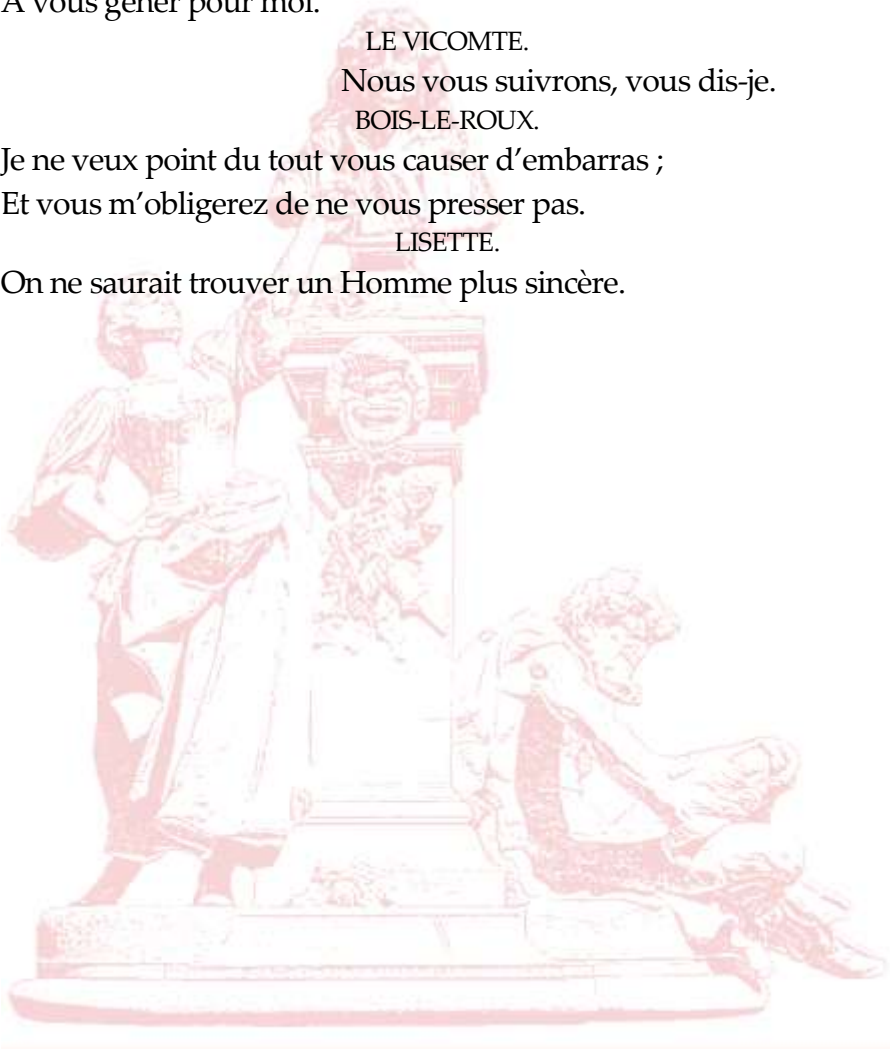 À vous gêner pour moi.
LE VICOMTE.
Nous vous suivrons, vous dis-je.
BOIS-LE-ROUX.
Je ne veux point du tout vous causer d’embarras ;
Et vous m’obligerez de ne vous presser pas.
LISETTE.
On ne saurait trouver un Homme plus sincère.